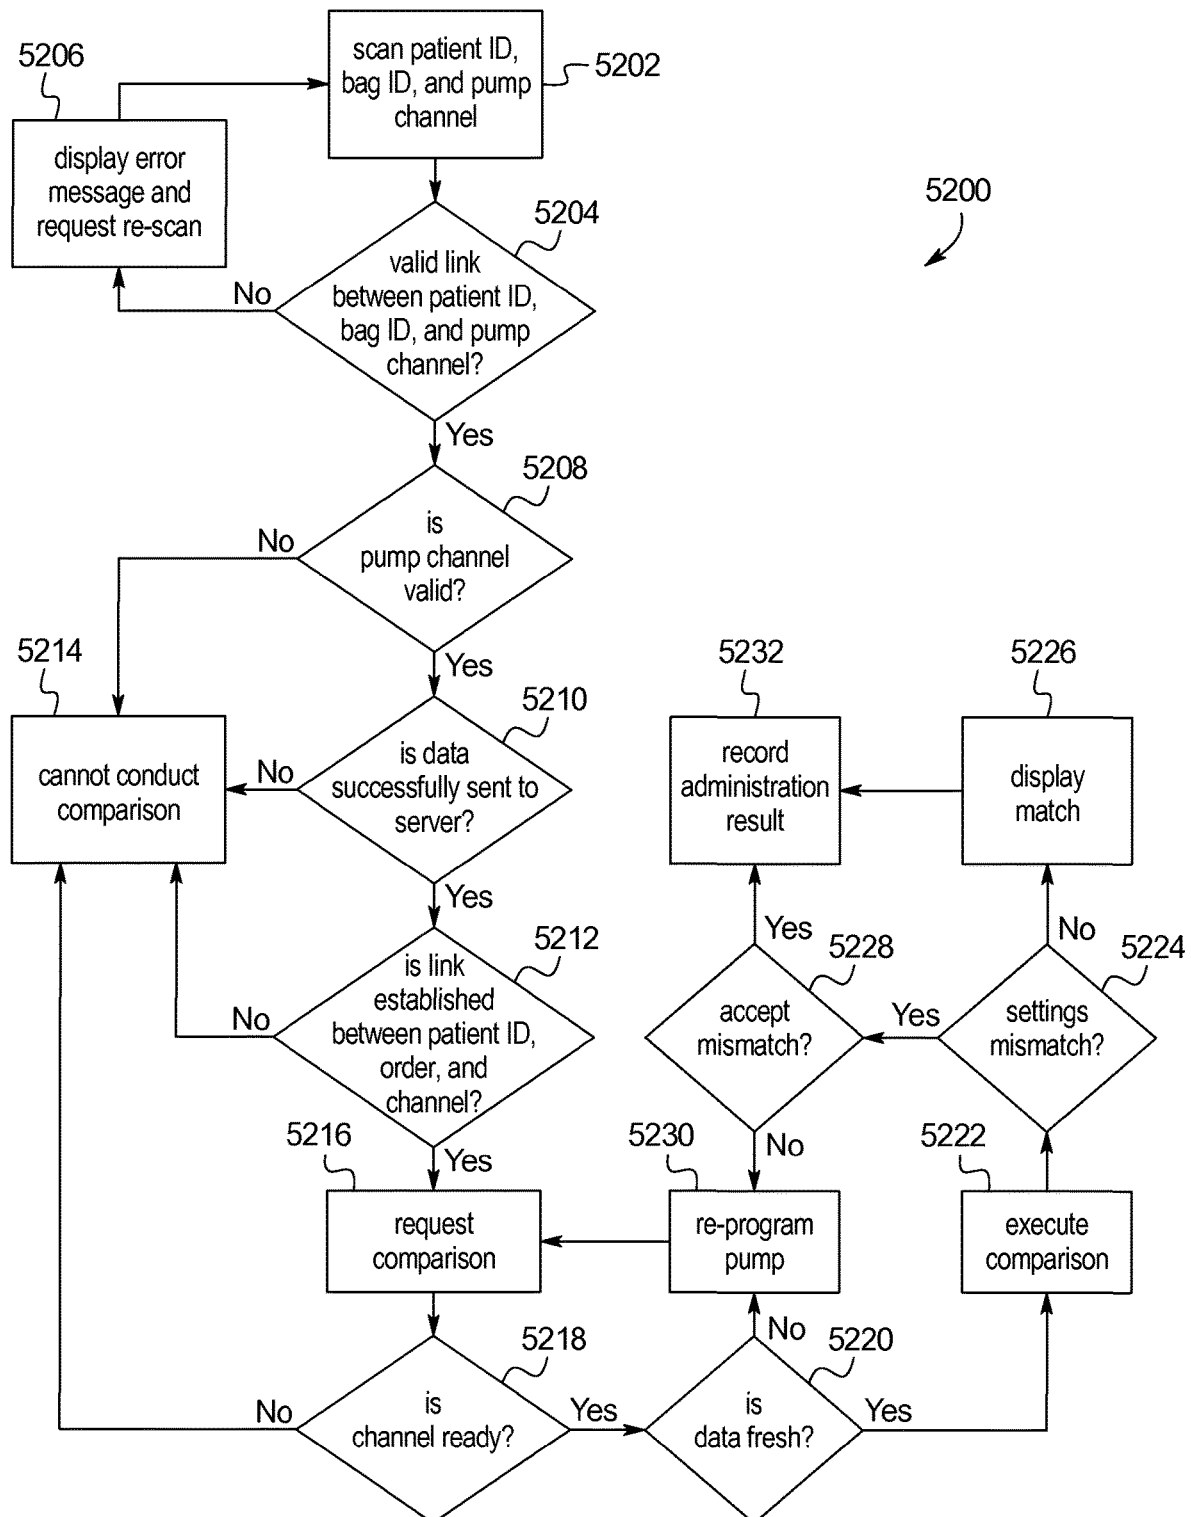 5206
scan patient ID,
bag ID, and pump
channel
5202
display error
message and
request re-scan
5200
5204
valid link
between patient ID,
bag ID, and pump
channel?
No
Yes
5208
is
pump channel
valid?
No
Yes
5214
cannot conduct
comparison
5210
is data
successfully sent to
server?
No
Yes
5232
record
administration
result
5226
display
match
5212
is link
established
between patient ID,
order, and
channel?
No
Yes
Yes
5228
accept
mismatch?
Yes
No
No
5224
settings
mismatch?
5216
request
comparison
5230
re-program
pump
5222
execute
comparison
5218
is
channel ready?
No
Yes
No
5220
is
data fresh?
Yes